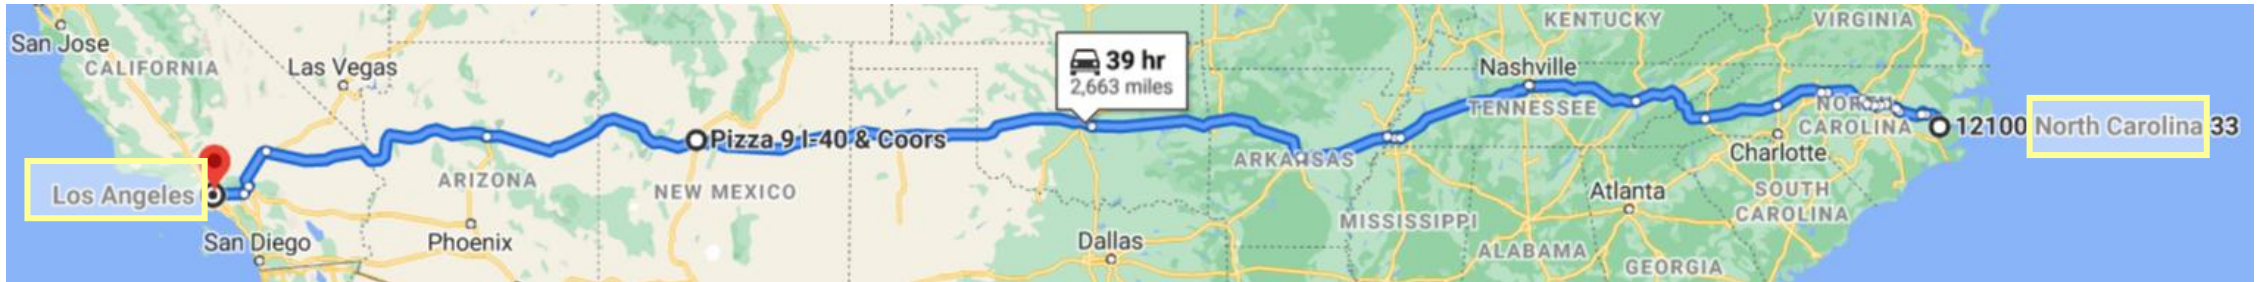 KENTUCKY
VIRGINIA
San Jose
CALIFORNIA
Las Vegas
39 hr
2,663 miles
Nashville
TENNESSEE
NORTH
CAROLINA
12100 North Carolina 33
Pizza 9 I-40 & Coors
Charlotte
ARKANSAS
ARIZONA
NEW MEXICO
Los Angeles
Atlanta
SOUTH
CAROLINA
MISSISSIPPI
San Diego
Phoenix
Dallas
ALABAMA
GEORGIA